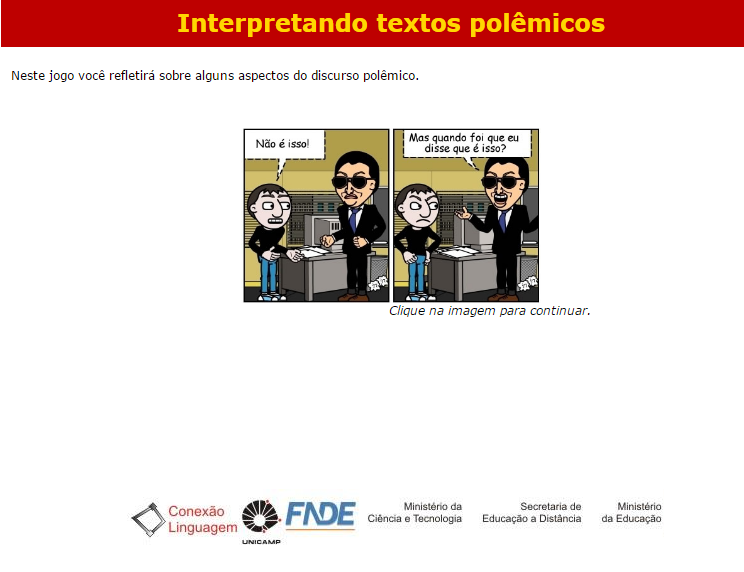 Interpretando textos polêmicos
Neste jogo você refletirá sobre alguns aspectos do discurso polêmico.
Não é isso!
Mas quando foi que eu
disse que é isso?
Clique na imagem para continuar.
Conexão
Linguagem
UNICAMP
FNDE
Ministério da
Ciência e Tecnologia
Secretaria de
Educação a Distância
Ministério
da Educação